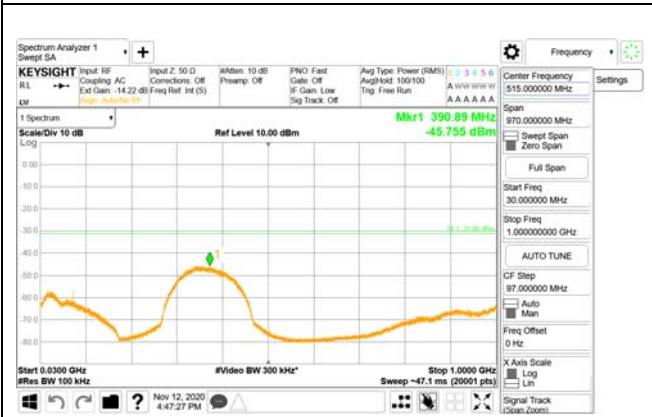 Spectrum Analyzer 1
Swept SA
+
Frequency
KEYSIGHT
RL
Input: RF
Coupling: AC
Ext Gain: -14.22 dB
Align: Auto/No RF
Input Z: 50 Ω
Corrections: Off
Freq Ref: Int (S)
#Atten: 10 dB
Preamp: Off
PNO: Fast
Gate: Off
IF Gain: Low
Sig Track: Off
Avg Type: Power (RMS)
Avg|Hold: 100/100
Trig: Free Run
1 2 3 4 5 6
A W W W W W
A A A A A A
Center Frequency
515.000000 MHz
Settings
1 Spectrum
Scale/Div 10 dB
Log
Ref Level 10.00 dBm
Mkr1 390.89 MHz
-45.755 dBm
Span
970.000000 MHz
Swept Span
Zero Span
Full Span
Start Freq
30.000000 MHz
Stop Freq
1.000000000 GHz
AUTO TUNE
CF Step
97.000000 MHz
Auto
Man
Freq Offset
0 Hz
X Axis Scale
Log
Lin
Signal Track
(Span Zoom)
0.00
-10.0
-20.0
-30.0
-40.0
-50.0
-60.0
-70.0
-80.0
1
Start 0.0300 GHz
#Res BW 100 kHz
#Video BW 300 kHz*
Stop 1.0000 GHz
Sweep ~47.1 ms (20001 pts)
?
Nov 12, 2020
4:47:27 PM